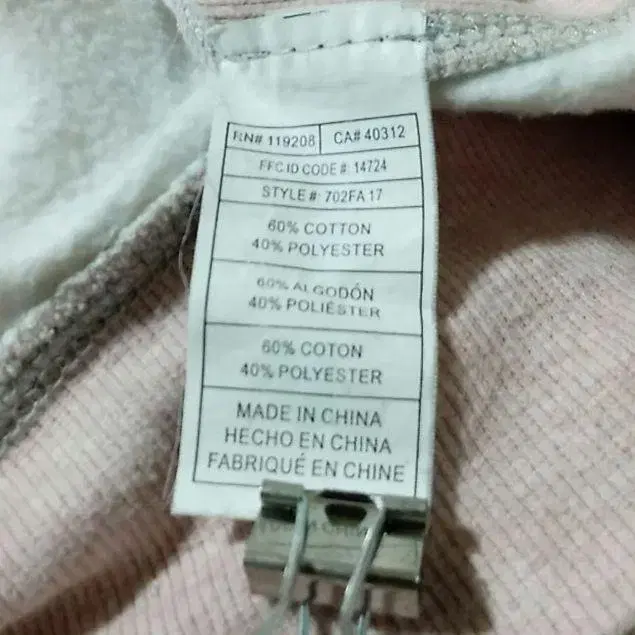 RN# 119208 CA# 40312
FFC ID CODE #: 14724
STYLE #: 702FA 17
60% COTTON
40% POLYESTER
60% ALGODÓN
40% POLIÉSTER
60% COTON
40% POLYESTER
MADE IN CHINA
HECHO EN CHINA
FABRIQUÉ EN CHINE